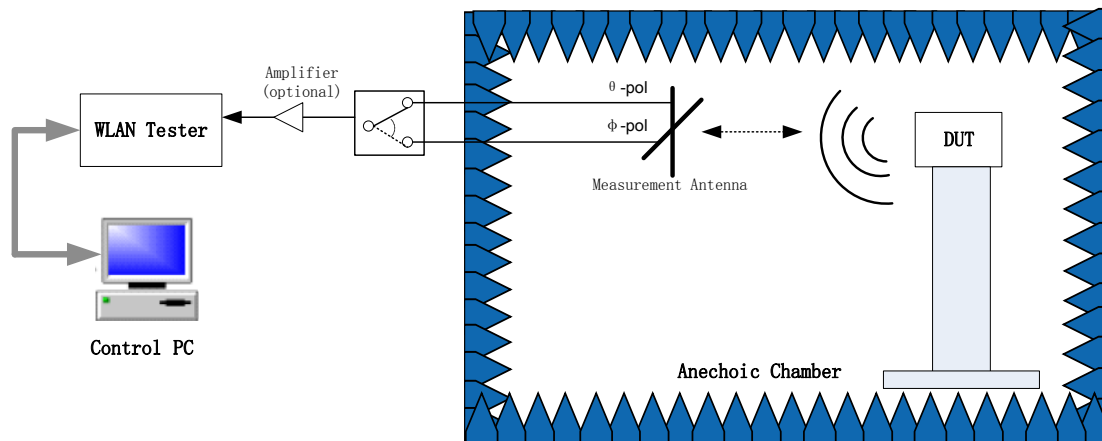 Amplifier
(optional)
WLAN Tester
θ-pol
Φ-pol
DUT
Measurement Antenna
Control PC
Anechoic Chamber